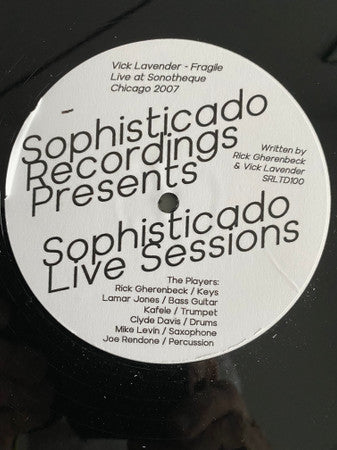 Vick Lavender - Fragile
Live at Sonotheque
Chicago 2007
Sophisticado
Recordings
Presents
Written by
Rick Gherenbeck
& Vick Lavender
SRLTD100
Sophisticado
Live Sessions
The Players:
Rick Gherenbeck / Keys
Lamar Jones / Bass Guitar
Kafele / Trumpet
Clyde Davis / Drums
Mike Levin / Saxophone
Joe Rendone / Percussion